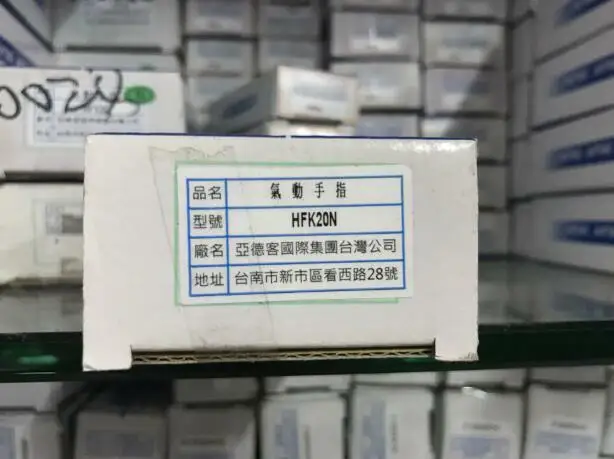 品名 氣動手指
型號 HFK20N
廠名 亞德客國際集團台灣公司
地址 台南市新市區看西路28號